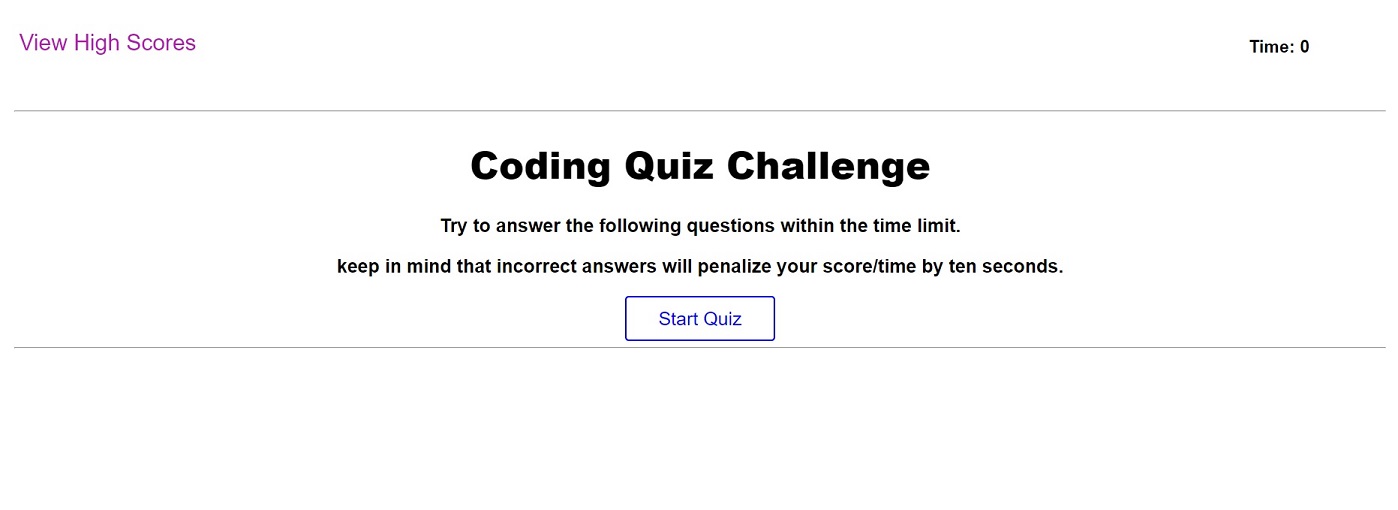 View High Scores
Time: 0
Coding Quiz Challenge
Try to answer the following questions within the time limit.
keep in mind that incorrect answers will penalize your score/time by ten seconds.
Start Quiz